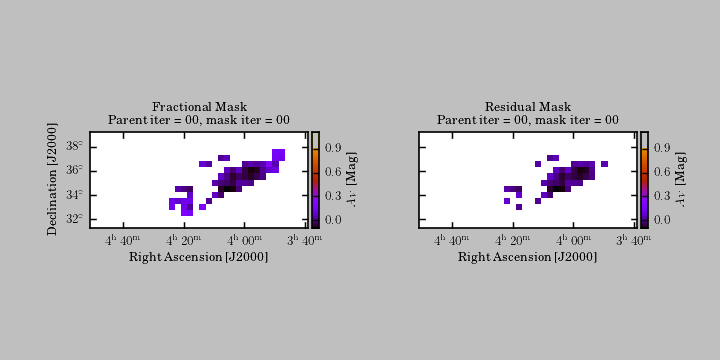 Fractional Mask
Parent iter = 00, mask iter = 00
Declination [J2000]
38°
36°
34°
32°
4ʰ 40ᵐ 4ʰ 20ᵐ 4ʰ 00ᵐ 3ʰ 40ᵐ
Right Ascension [J2000]
0.9
0.6
0.3
0.0
Av [Mag]
Residual Mask
Parent iter = 00, mask iter = 00
4ʰ 40ᵐ 4ʰ 20ᵐ 4ʰ 00ᵐ 3ʰ 40ᵐ
Right Ascension [J2000]
0.9
0.6
0.3
0.0
Av [Mag]